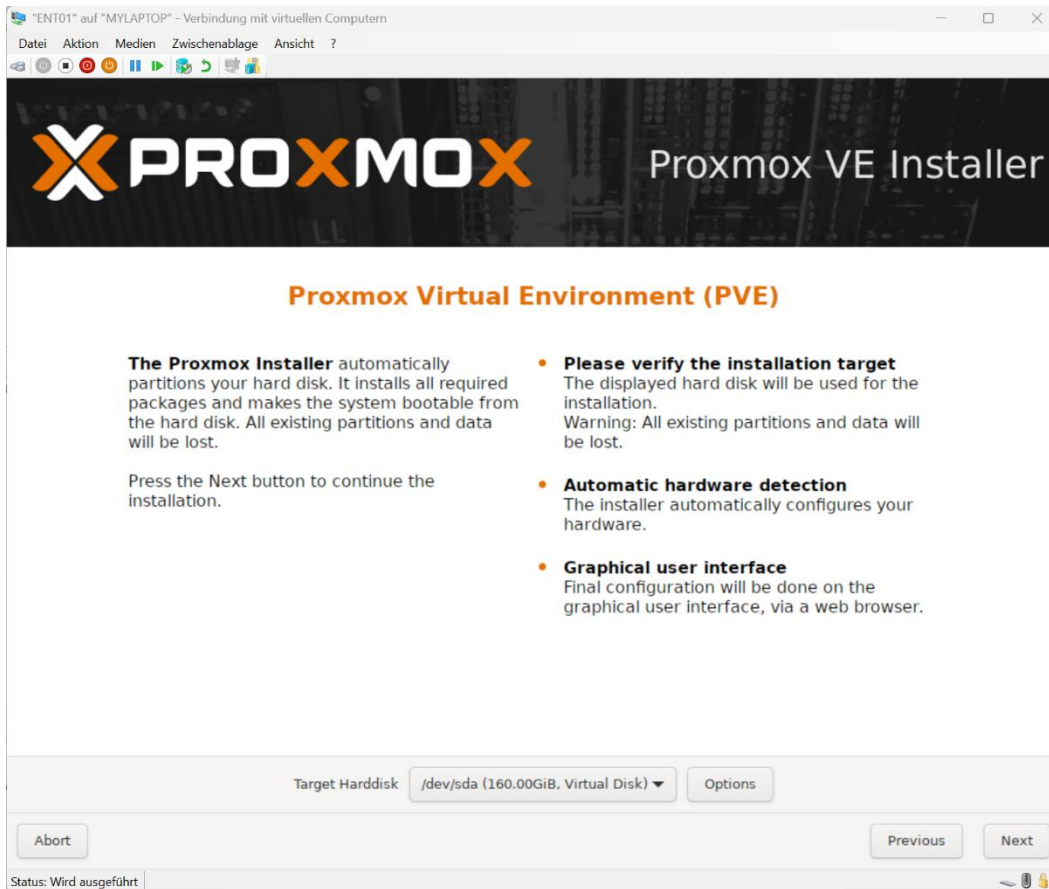 "ENT01" auf "MYLAPTOP" - Verbindung mit virtuellen Computern
Datei Aktion Medien Zwischenablage Ansicht ?
PROXMOX
Proxmox VE Installer
Proxmox Virtual Environment (PVE)
The Proxmox Installer automatically
partitions your hard disk. It installs all required
packages and makes the system bootable from
the hard disk. All existing partitions and data
will be lost.
Press the Next button to continue the
installation.
• Please verify the installation target
The displayed hard disk will be used for the
installation.
Warning: All existing partitions and data will
be lost.
• Automatic hardware detection
The installer automatically configures your
hardware.
• Graphical user interface
Final configuration will be done on the
graphical user interface, via a web browser.
Target Harddisk /dev/sda (160.00GiB, Virtual Disk) Options
Abort Previous Next
Status: Wird ausgeführt